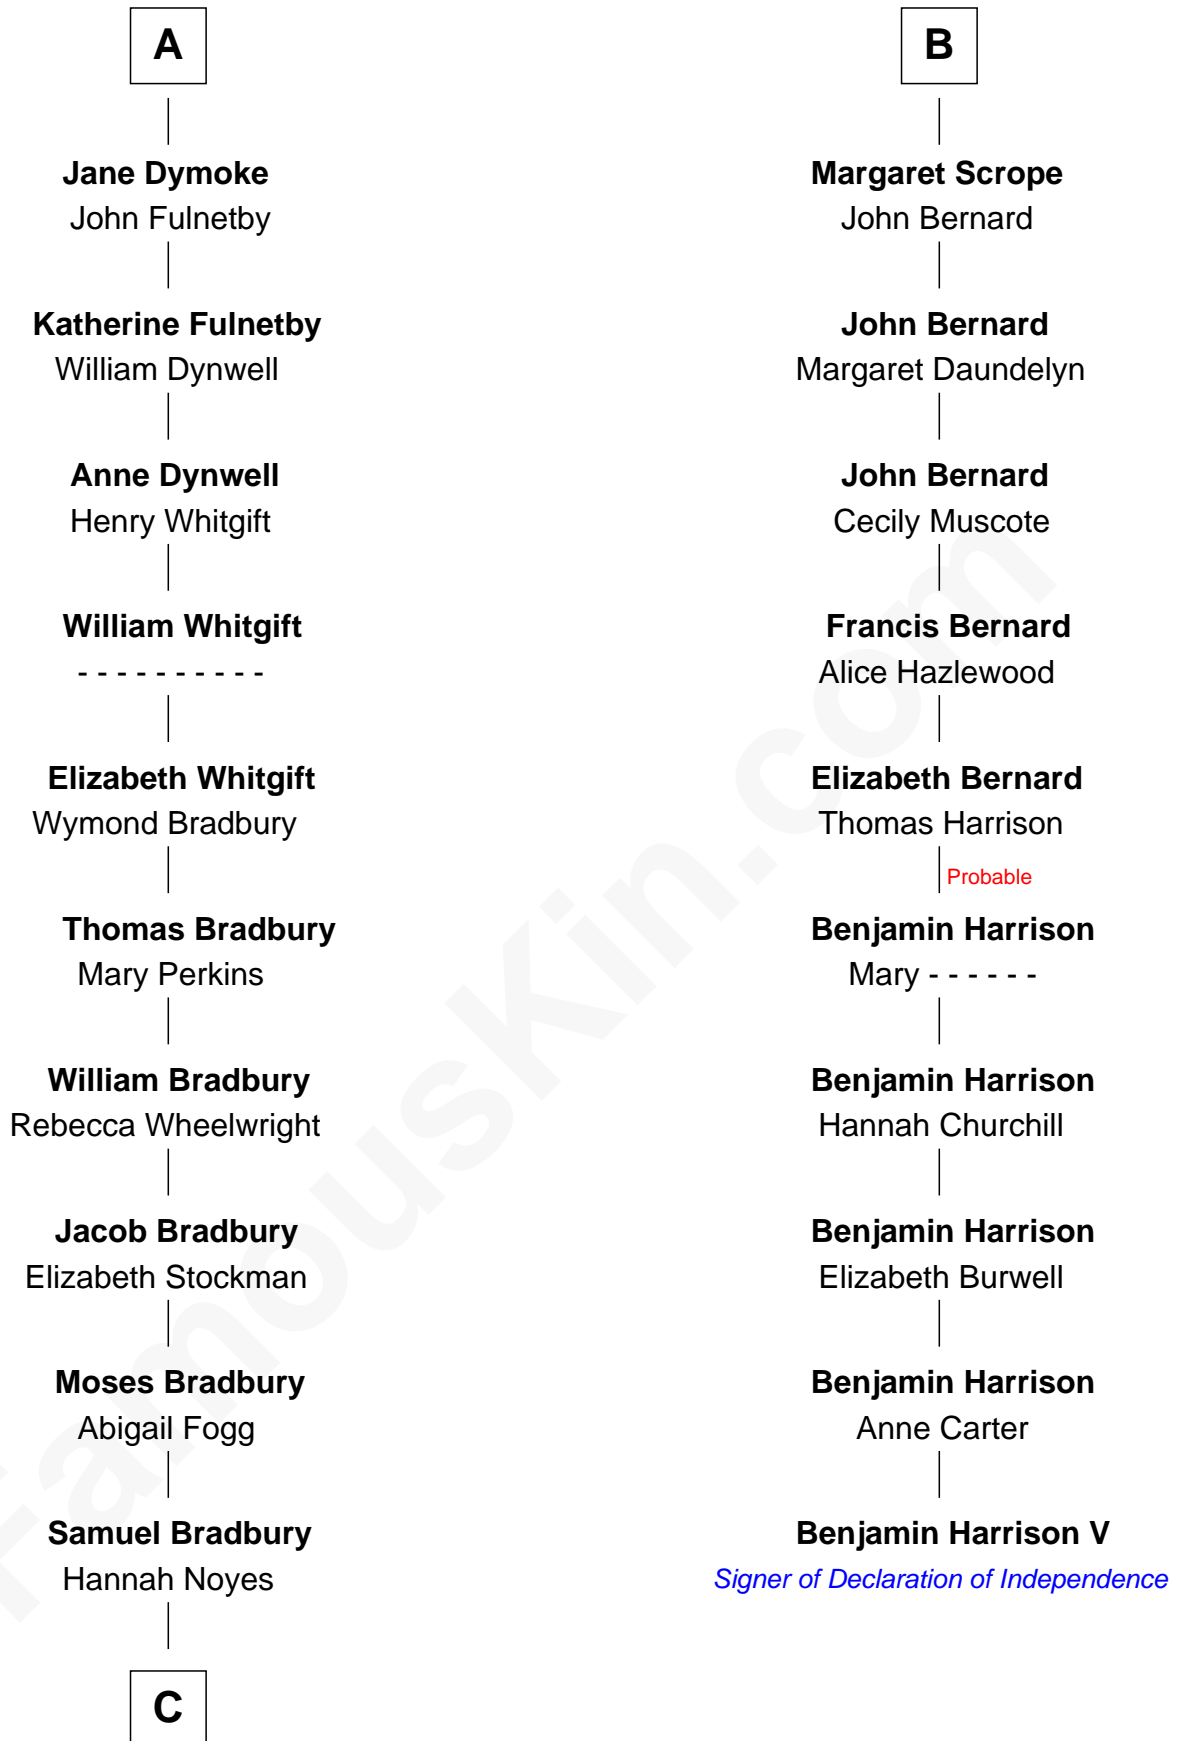 A
Jane Dymoke
John Fulnetby
Katherine Fulnetby
William Dynwell
Anne Dynwell
Henry Whitgift
William Whitgift
- - - - - - - - - -
Elizabeth Whitgift
Wymond Bradbury
Thomas Bradbury
Mary Perkins
William Bradbury
Rebecca Wheelwright
Jacob Bradbury
Elizabeth Stockman
Moses Bradbury
Abigail Fogg
Samuel Bradbury
Hannah Noyes
C
B
Margaret Scrope
John Bernard
John Bernard
Margaret Daundelyn
John Bernard
Cecily Muscote
Francis Bernard
Alice Hazlewood
Elizabeth Bernard
Thomas Harrison
Probable
Benjamin Harrison
Mary - - - - - -
Benjamin Harrison
Hannah Churchill
Benjamin Harrison
Elizabeth Burwell
Benjamin Harrison
Anne Carter
Benjamin Harrison V
Signer of Declaration of Independence
FamousKin.com